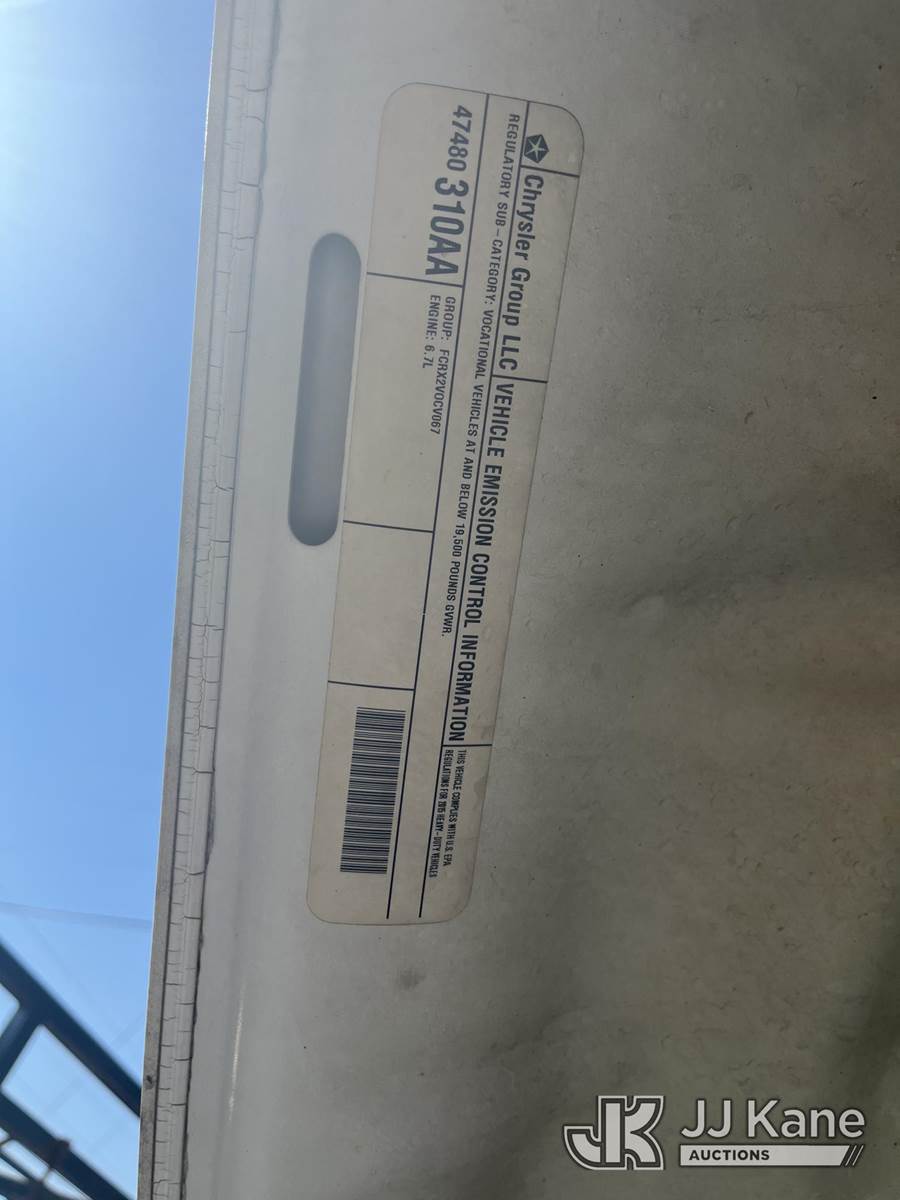 Chrysler Group LLC VEHICLE EMISSION CONTROL INFORMATION
THIS VEHICLE COMPLIES WITH U.S. EPA
REGULATIONS FOR 2015 HEAVY-DUTY VEHICLES
REGULATORY SUB-CATEGORY: VOCATIONAL VEHICLES AT AND BELOW 19,500 POUNDS GVWR.
47480 310AA
GROUP: FCRX2VOCV067
ENGINE: 6.7L
JK JJ Kane
AUCTIONS